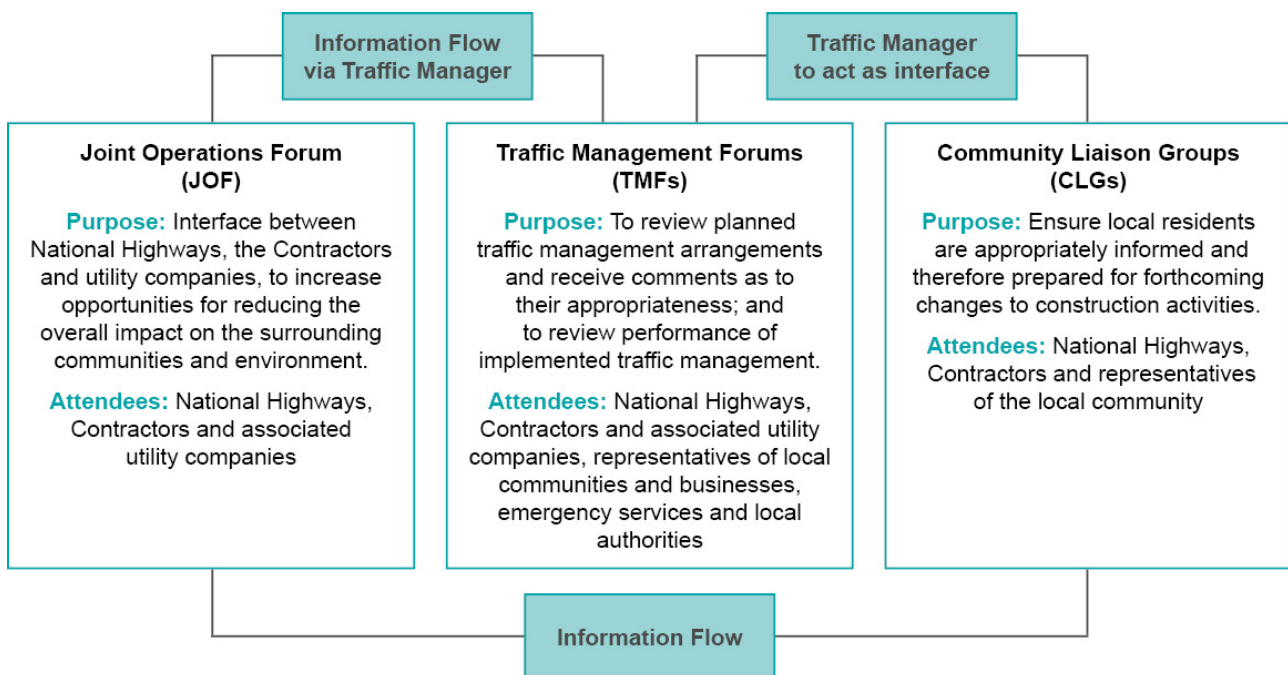 Information Flow
via Traffic Manager
Traffic Manager
to act as interface
Joint Operations Forum
(JOF)
Purpose: Interface between
National Highways, the Contractors
and utility companies, to increase
opportunities for reducing the
overall impact on the surrounding
communities and environment.
Attendees: National Highways,
Contractors and associated
utility companies
Traffic Management Forums
(TMFs)
Purpose: To review planned
traffic management arrangements
and receive comments as to
their appropriateness; and
to review performance of
implemented traffic management.
Attendees: National Highways,
Contractors and associated utility
companies, representatives of local
communities and businesses,
emergency services and local
authorities
Community Liaison Groups
(CLGs)
Purpose: Ensure local residents
are appropriately informed and
therefore prepared for forthcoming
changes to construction activities.
Attendees: National Highways,
Contractors and representatives
of the local community
Information Flow